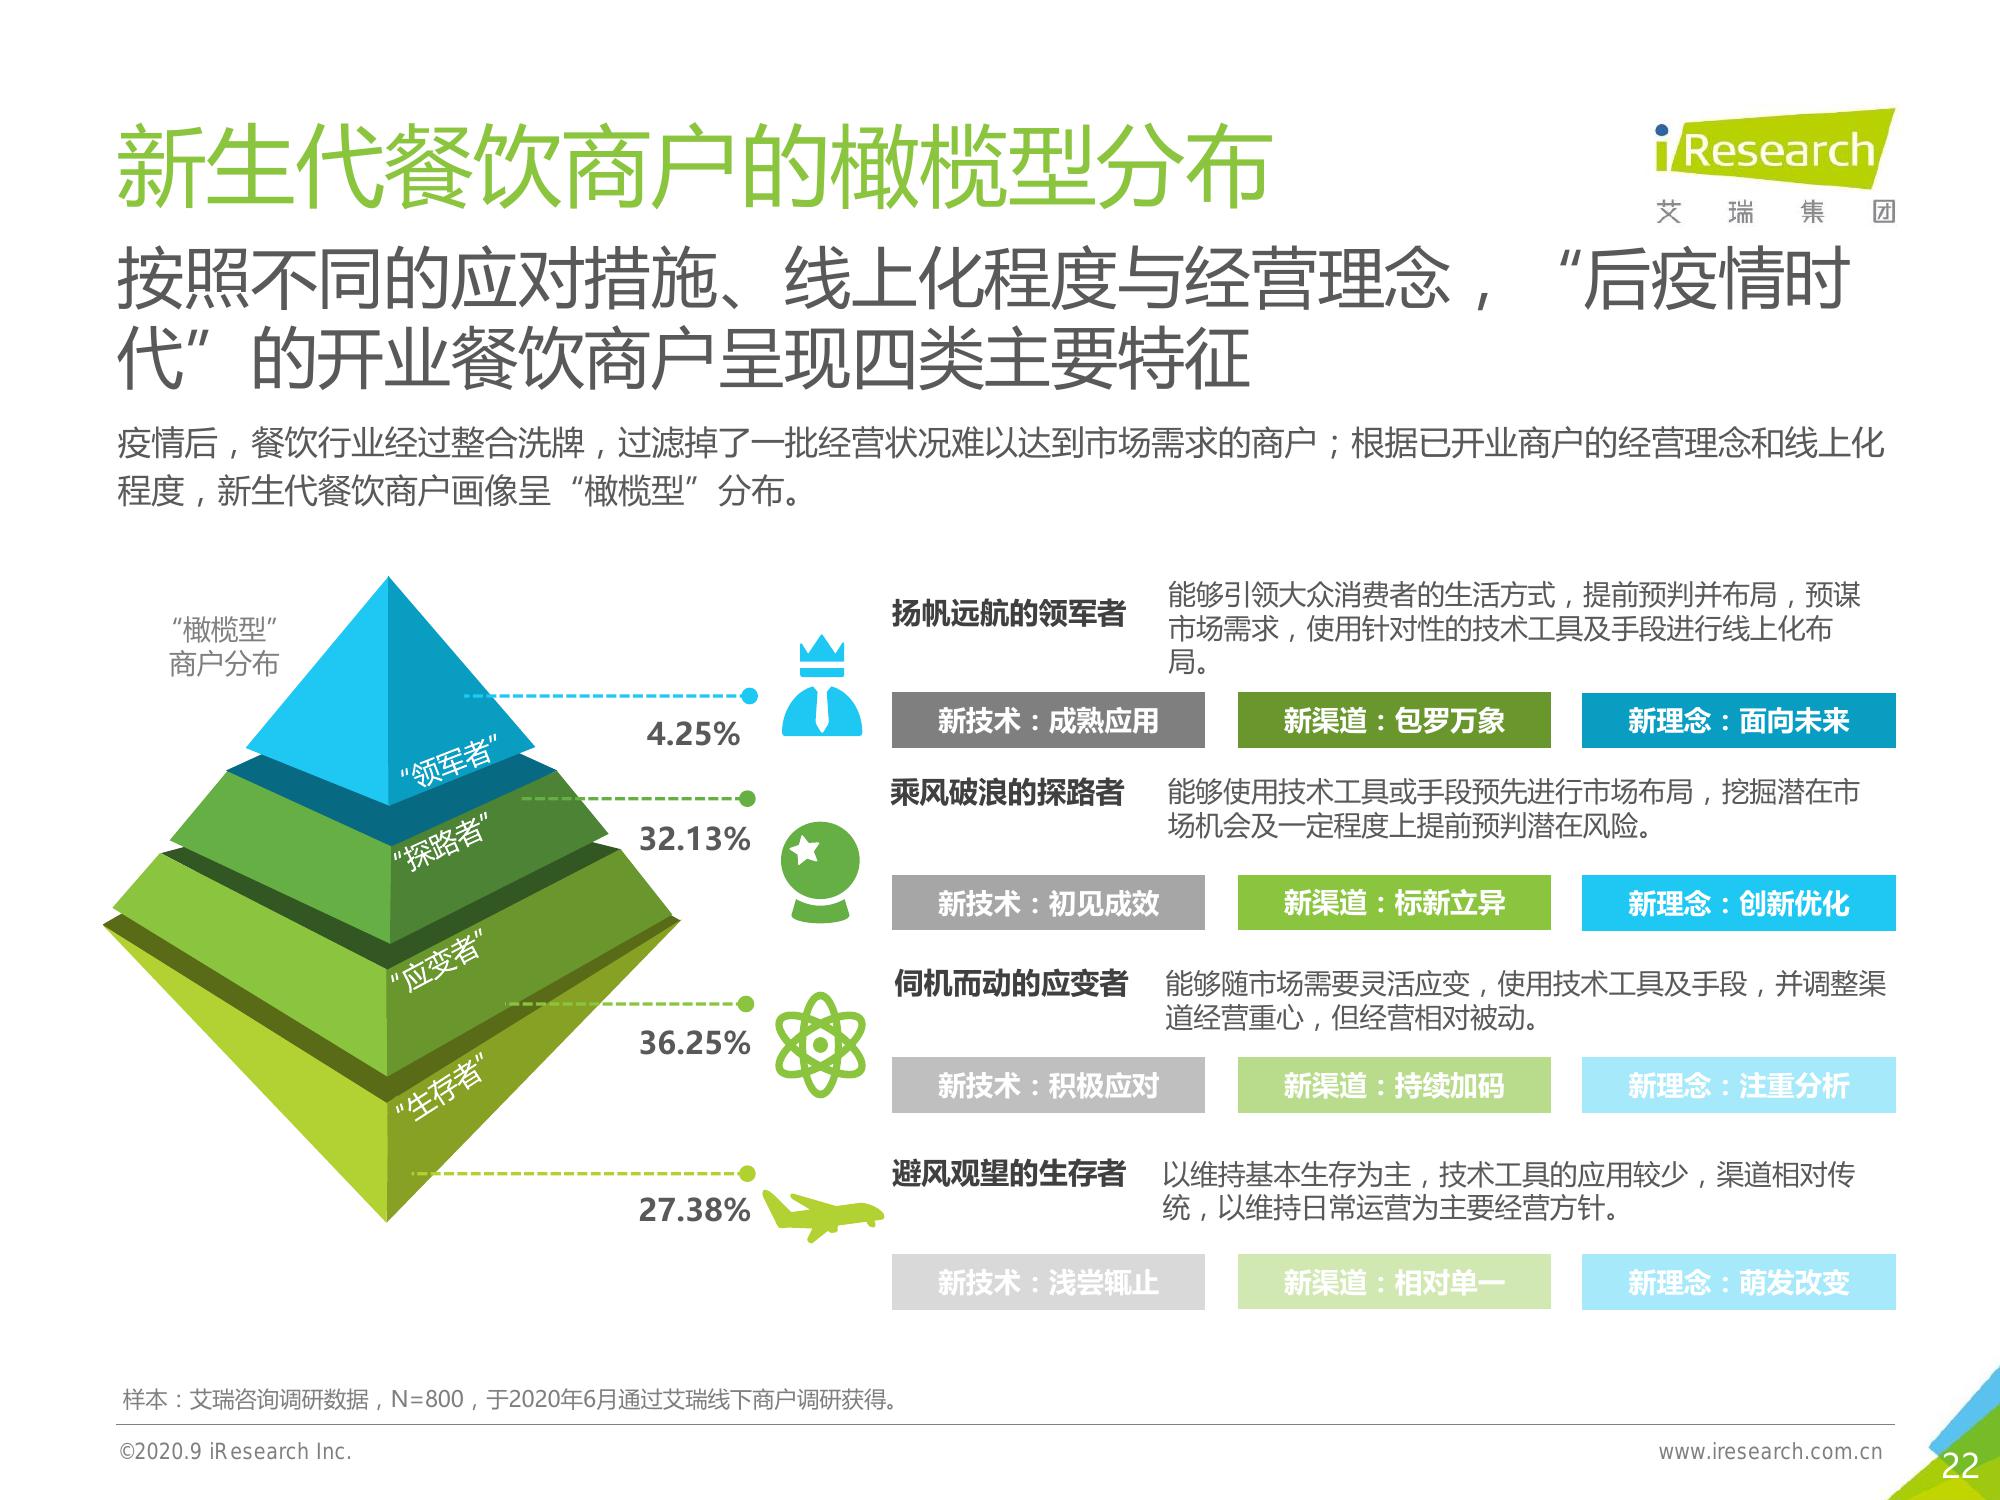 新生代餐饮商户的橄榄型分布
iResearch
艾瑞集团
按照不同的应对措施、线上化程度与经营理念，“后疫情时
代”的开业餐饮商户呈现四类主要特征
疫情后，餐饮行业经过整合洗牌，过滤掉了一批经营状况难以达到市场需求的商户；根据已开业商户的经营理念和线上化
程度，新生代餐饮商户画像呈“橄榄型”分布。
“橄榄型”
商户分布
“领军者”
“探路者”
“应变者”
“生存者”
4.25%
扬帆远航的领军者
能够引领大众消费者的生活方式，提前预判并布局，预谋
市场需求，使用针对性的技术工具及手段进行线上化布
局。
新技术：成熟应用
新渠道：包罗万象
新理念：面向未来
32.13%
乘风破浪的探路者
能够使用技术工具或手段预先进行市场布局，挖掘潜在市
场机会及一定程度上提前预判潜在风险。
新技术：初见成效
新渠道：标新立异
新理念：创新优化
36.25%
伺机而动的应变者
能够随市场需要灵活应变，使用技术工具及手段，并调整渠
道经营重心，但经营相对被动。
新技术：积极应对
新渠道：持续加码
新理念：注重分析
27.38%
避风观望的生存者
以维持基本生存为主，技术工具的应用较少，渠道相对传
统，以维持日常运营为主要经营方针。
新技术：浅尝辄止
新渠道：相对单一
新理念：萌发改变
样本：艾瑞咨询调研数据，N=800，于2020年6月通过艾瑞线下商户调研获得。
©2020.9 iResearch Inc.
www.iresearch.com.cn
22